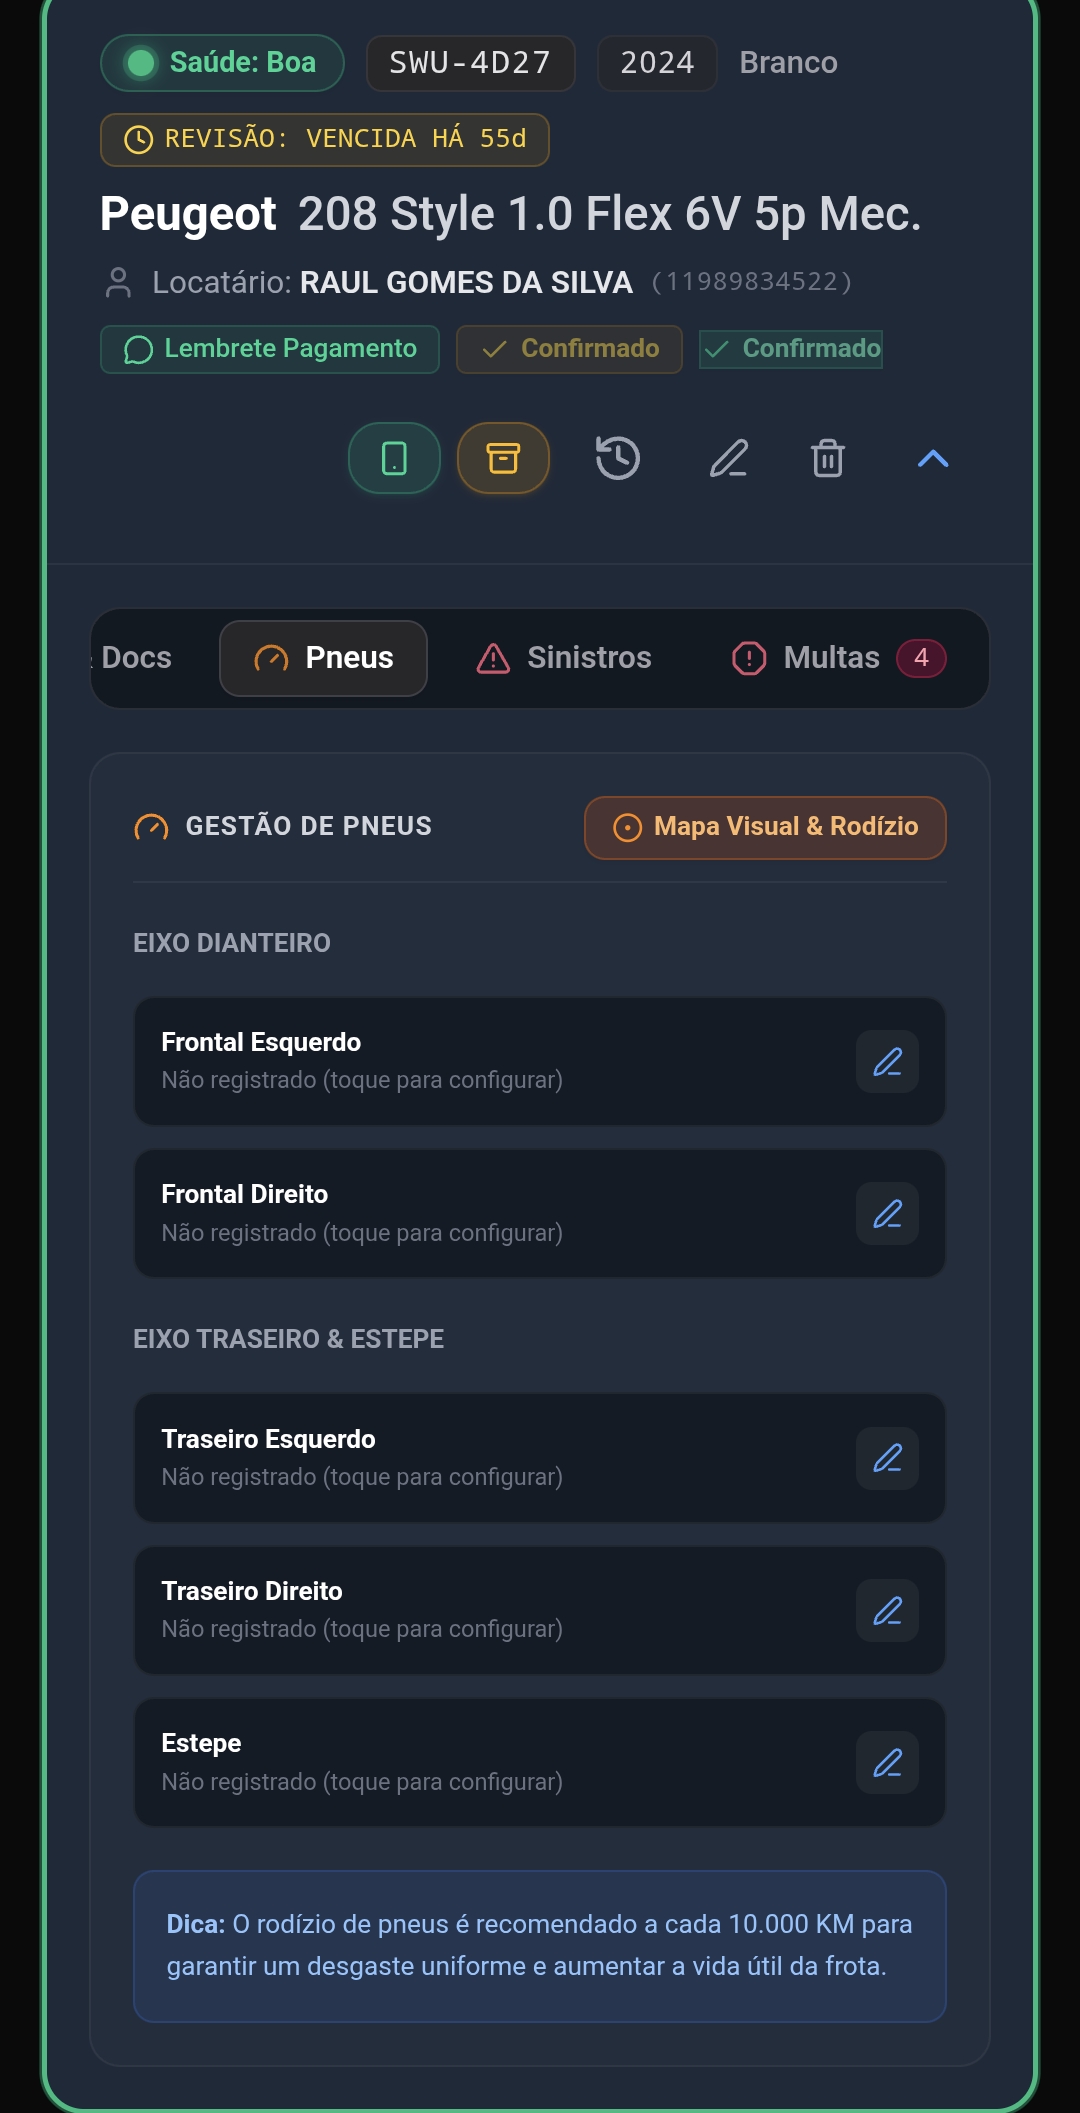 Saúde: Boa SWU-4D27 2024 Branco
REVISÃO: VENCIDA HÁ 55d
Peugeot 208 Style 1.0 Flex 6V 5p Mec.
Locatário: RAUL GOMES DA SILVA (11989834522)
Lembrete Pagamento Confirmado Confirmado
Docs Pneus Sinistros Multas 4
GESTÃO DE PNEUS Mapa Visual & Rodízio
EIXO DIANTEIRO
Frontal Esquerdo
Não registrado (toque para configurar)
Frontal Direito
Não registrado (toque para configurar)
EIXO TRASEIRO & ESTEPE
Traseiro Esquerdo
Não registrado (toque para configurar)
Traseiro Direito
Não registrado (toque para configurar)
Estepe
Não registrado (toque para configurar)
Dica: O rodízio de pneus é recomendado a cada 10.000 KM para
garantir um desgaste uniforme e aumentar a vida útil da frota.